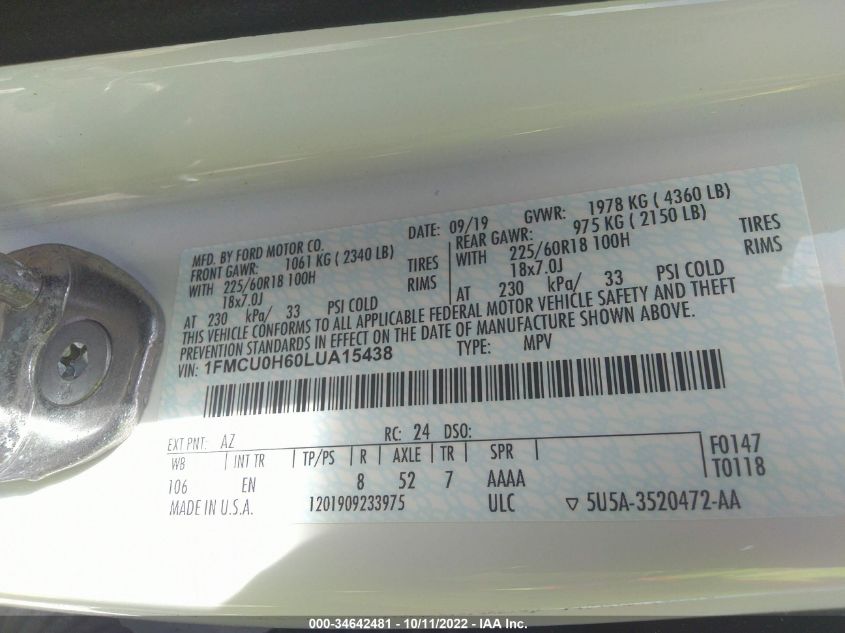 MFD. BY FORD MOTOR CO.
DATE: 09/19 GVWR: 1978 KG ( 4360 LB)
FRONT GAWR: 1061 KG ( 2340 LB)
WITH 225/60R18 100H TIRES
18x7.0J RIMS
AT 230 kPa/ 33 PSI COLD
REAR GAWR: 975 KG ( 2150 LB)
WITH 225/60R18 100H TIRES
18x7.0J RIMS
AT 230 kPa/ 33 PSI COLD
THIS VEHICLE CONFORMS TO ALL APPLICABLE FEDERAL MOTOR VEHICLE SAFETY AND THEFT
PREVENTION STANDARDS IN EFFECT ON THE DATE OF MANUFACTURE SHOWN ABOVE.
VIN: 1FMCU0H60LUA15438 TYPE: MPV
EXT PNT: AZ RC: 24 DSO:
WB INT TR TP/PS R AXLE TR SPR
106 EN 8 52 7 AAAA
F0147
T0118
MADE IN U.S.A. 1201909233975 ULC ▽ 5U5A-3520472-AA
000-34642481 - 10/11/2022 - IAA Inc.